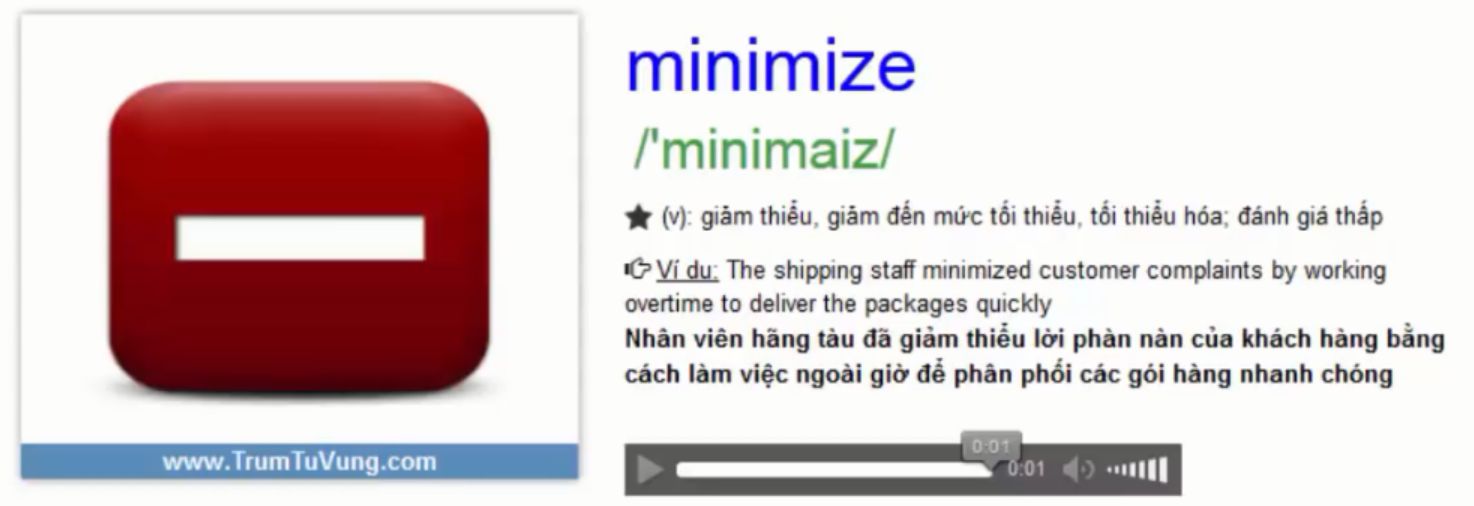 minimize
/'minimaiz/
★ (v): giảm thiểu, giảm đến mức tối thiểu, tối thiểu hóa; đánh giá thấp
Ví du: The shipping staff minimized customer complaints by working
overtime to deliver the packages quickly
Nhân viên hãng tàu đã giảm thiểu lời phàn nàn của khách hàng bằng
cách làm việc ngoài giờ để phân phối các gói hàng nhanh chóng
www.TrumTuVung.com
0:01
0:01